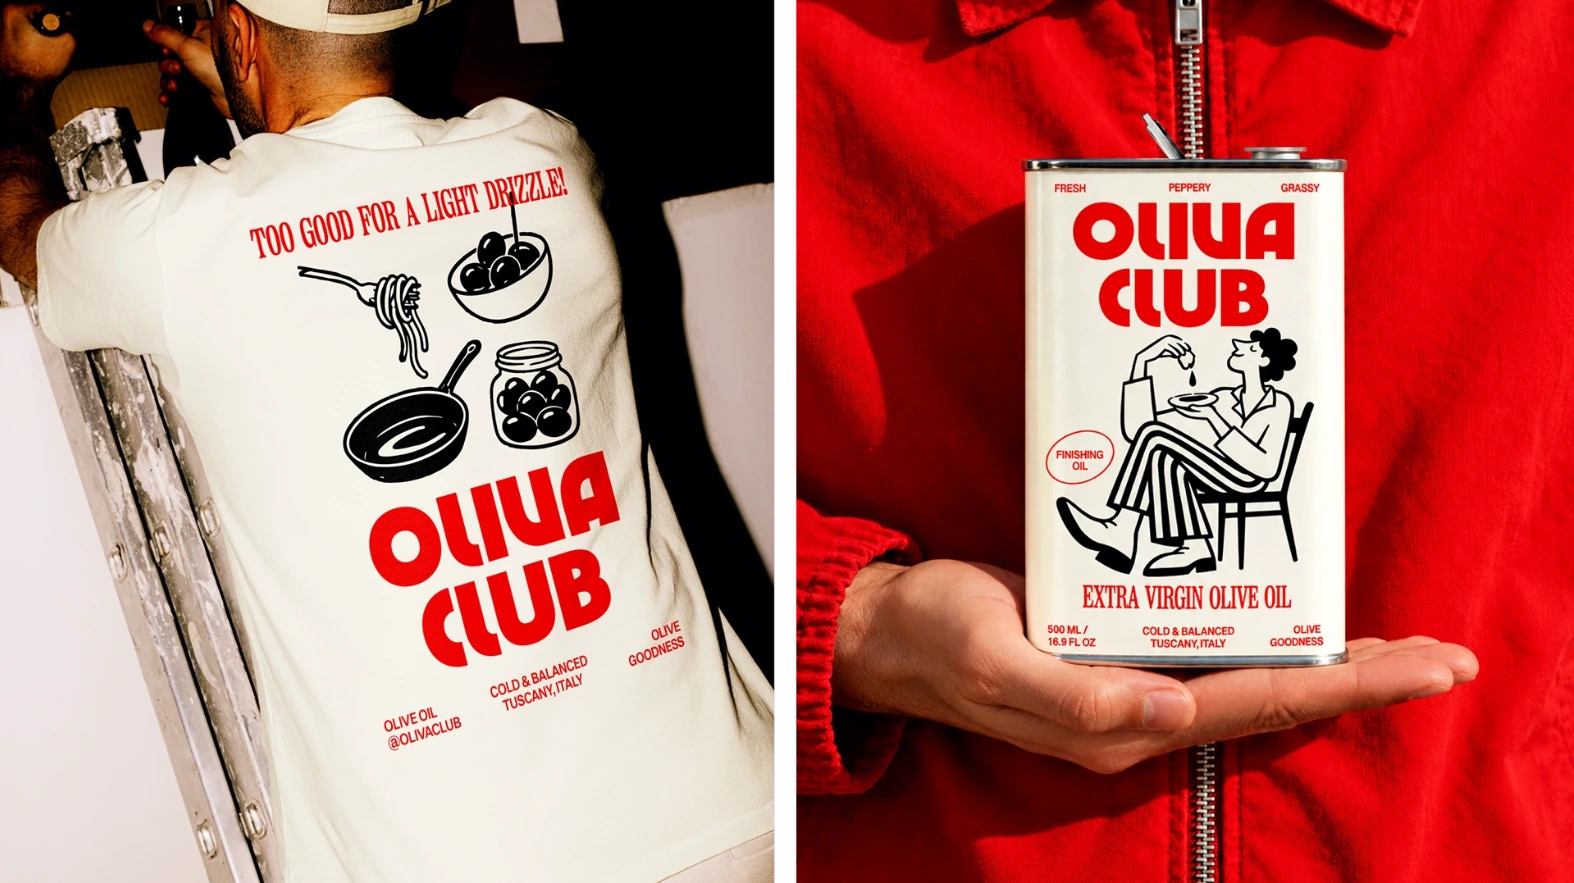 TOO GOOD FOR A LIGHT DRIZZLE!
OLIVA
CLUB
OLIVE OIL
@OLIVACLUB
COLD & BALANCED
TUSCANY, ITALY
OLIVE
GOODNESS
FRESH
PEPPERY
GRASSY
OLIVA
CLUB
FINISHING
OIL
EXTRA VIRGIN OLIVE OIL
500 ML /
16.9 FL OZ
COLD & BALANCED
TUSCANY, ITALY
OLIVE
GOODNESS